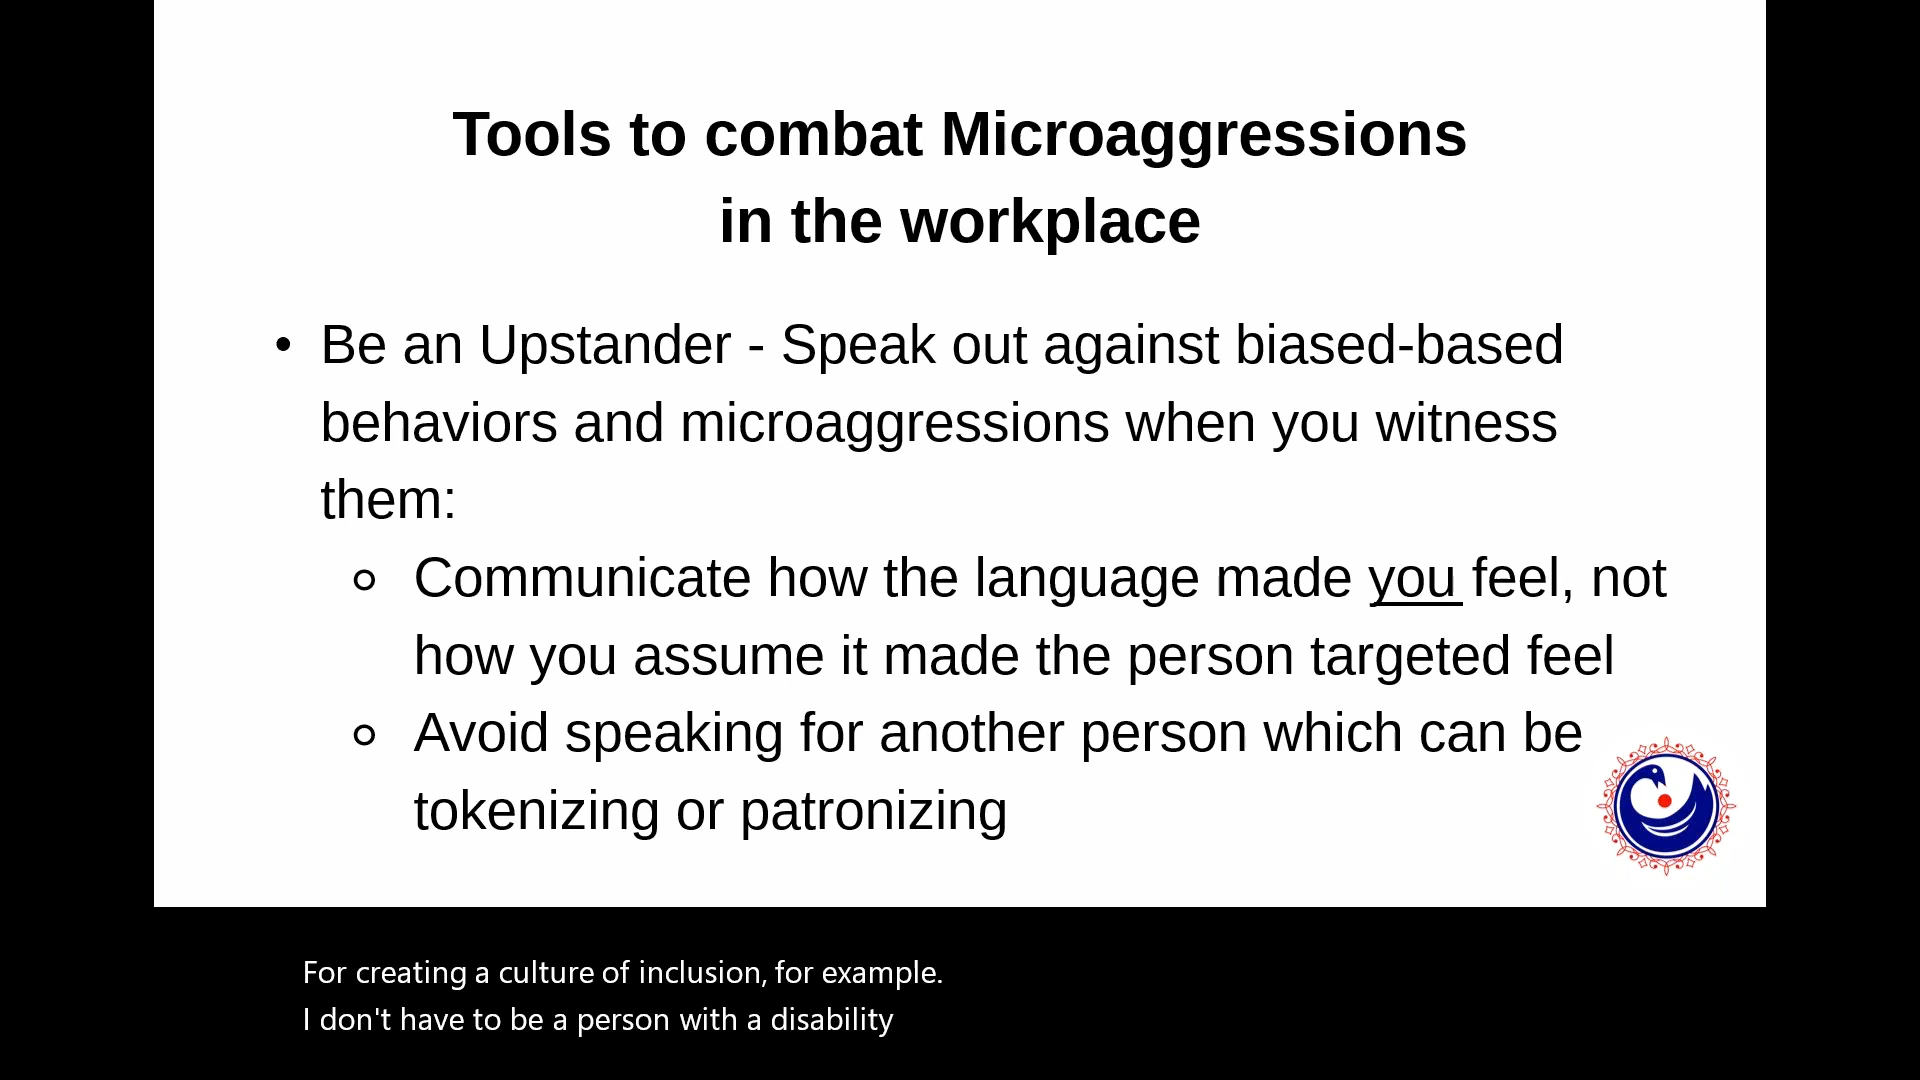 Tools to combat Microaggressions
in the workplace
• Be an Upstander - Speak out against biased-based
behaviors and microaggressions when you witness
them:
○ Communicate how the language made you feel, not
how you assume it made the person targeted feel
○ Avoid speaking for another person which can be
tokenizing or patronizing
For creating a culture of inclusion, for example.
I don't have to be a person with a disability